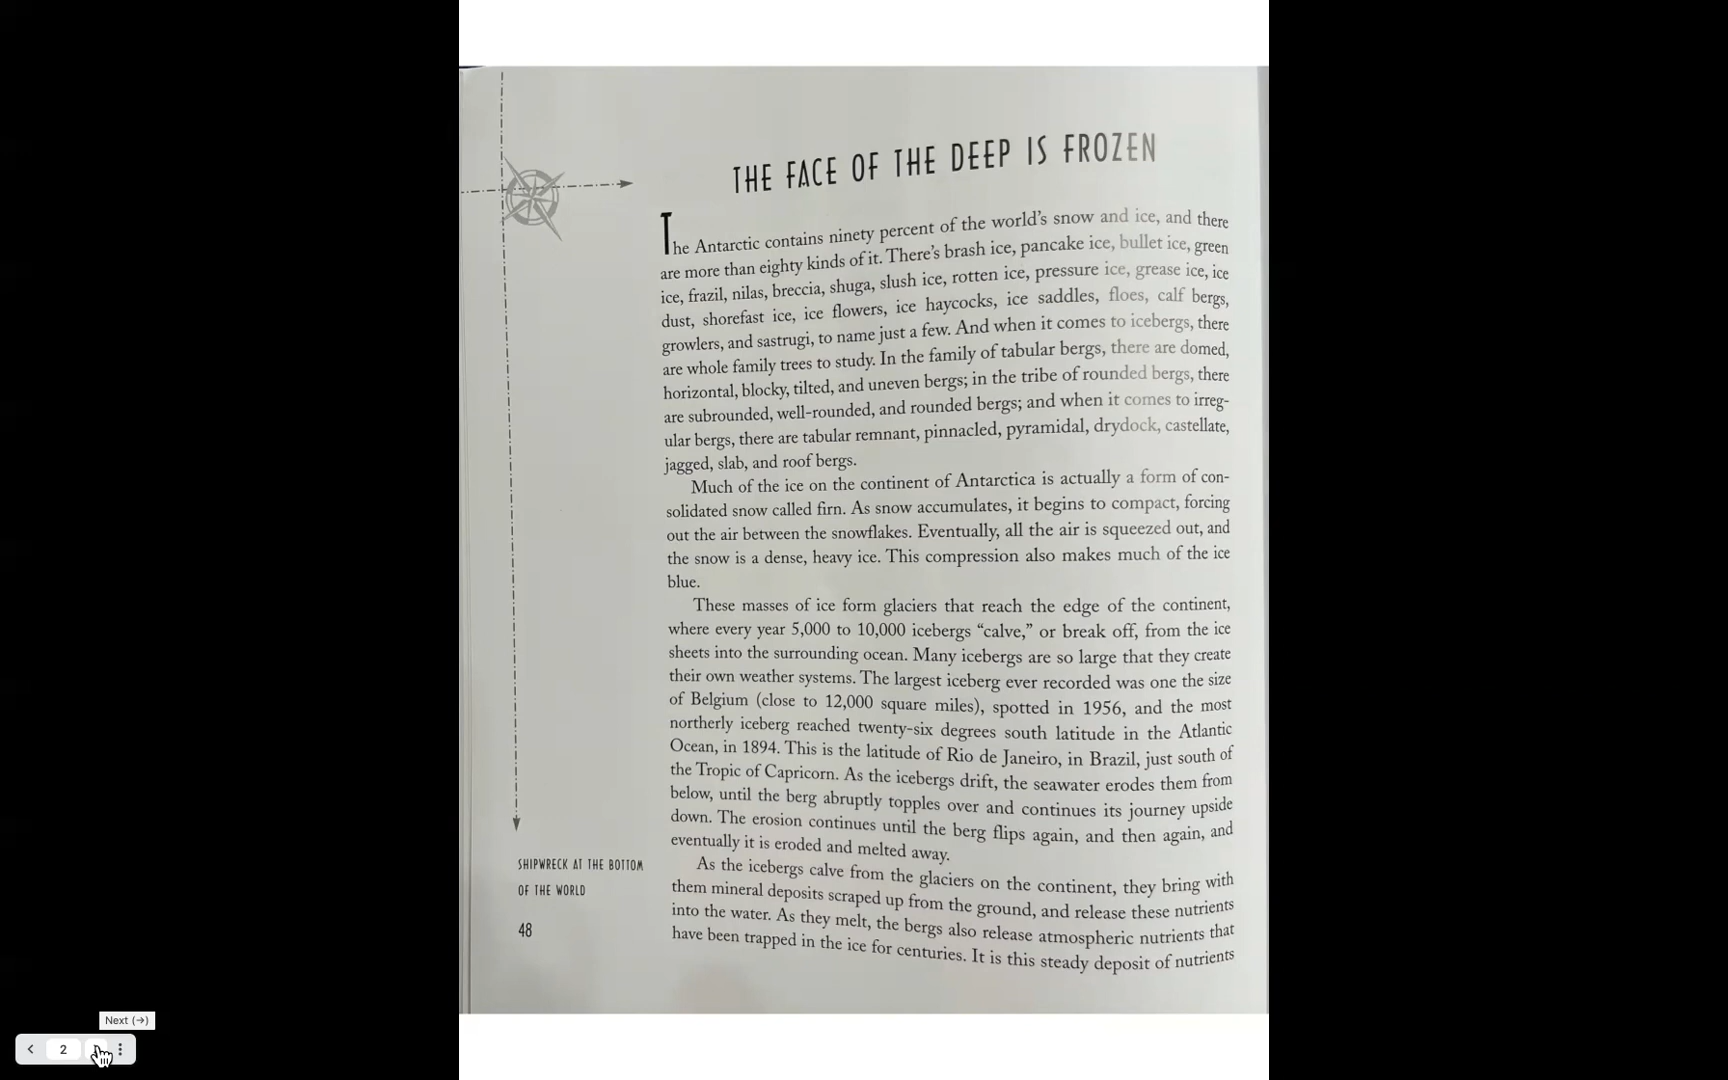 THE FACE OF THE DEEP IS FROZEN
The Antarctic contains ninety percent of the world's snow and ice, and there
are more than eighty kinds of it. There's brash ice, pancake ice, bullet ice, green
ice, frazil, nilas, breccia, shuga, slush ice, rotten ice, pressure ice, grease ice, ice
dust, shorefast ice, ice flowers, ice haycocks, ice saddles, floes, calf bergs,
growlers, and sastrugi, to name just a few. And when it comes to icebergs, there
are whole family trees to study. In the family of tabular bergs, there are domed,
horizontal, blocky, tilted, and uneven bergs; in the tribe of rounded bergs, there
are subrounded, well-rounded, and rounded bergs; and when it comes to irreg-
ular bergs, there are tabular remnant, pinnacled, pyramidal, drydock, castellate,
jagged, slab, and roof bergs.
Much of the ice on the continent of Antarctica is actually a form of con-
solidated snow called firn. As snow accumulates, it begins to compact, forcing
out the air between the snowflakes. Eventually, all the air is squeezed out, and
the snow is a dense, heavy ice. This compression also makes much of the ice
blue.
These masses of ice form glaciers that reach the edge of the continent,
where every year 5,000 to 10,000 icebergs “calve,” or break off, from the ice
sheets into the surrounding ocean. Many icebergs are so large that they create
their own weather systems. The largest iceberg ever recorded was one the size
of Belgium (close to 12,000 square miles), spotted in 1956, and the most
northerly iceberg reached twenty-six degrees south latitude in the Atlantic
Ocean, in 1894. This is the latitude of Rio de Janeiro, in Brazil, just south of
the Tropic of Capricorn. As the icebergs drift, the seawater erodes them from
below, until the berg abruptly topples over and continues its journey upside
down. The erosion continues until the berg flips again, and then again, and
eventually it is eroded and melted away.
As the icebergs calve from the glaciers on the continent, they bring with
them mineral deposits scraped up from the ground, and release these nutrients
into the water. As they melt, the bergs also release atmospheric nutrients that
have been trapped in the ice for centuries. It is this steady deposit of nutrients
SHIPWRECK AT THE BOTTOM
OF THE WORLD
48
Next (→)
2